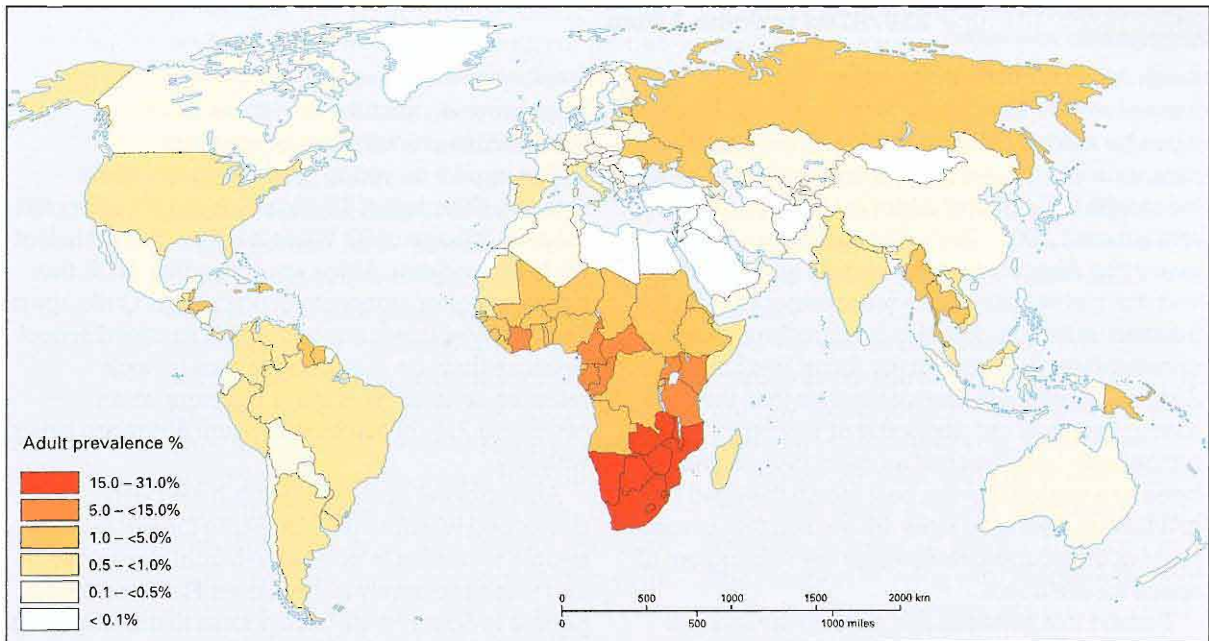 Adult prevalence %
15.0 – 31.0%
5.0 – <15.0%
1.0 – <5.0%
0.5 – <1.0%
0.1 – <0.5%
< 0.1%
0 500 1000 1500 2000 km
0 500 1000 miles